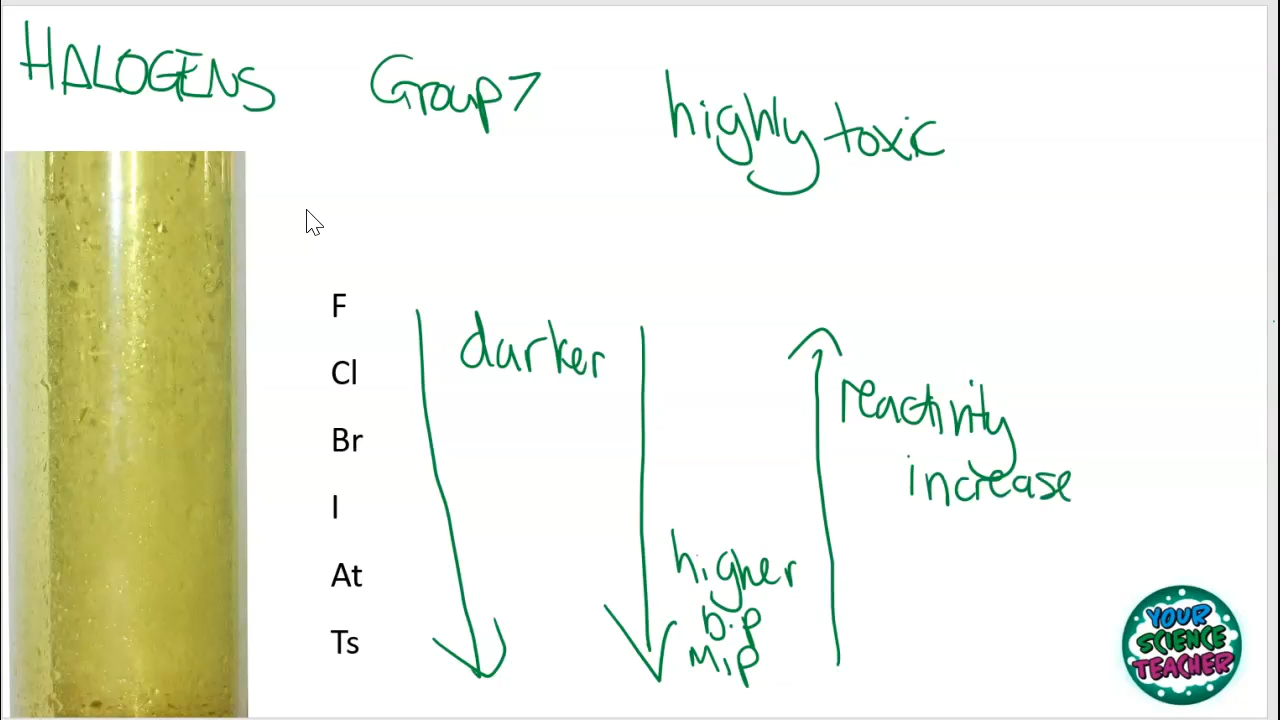 HALOGENS Group 7 highly toxic
F
Cl
Br
I
At
Ts
darker
higher
b.p
m.p
reactivity
increase
YOUR
SCIENCE
TEACHER